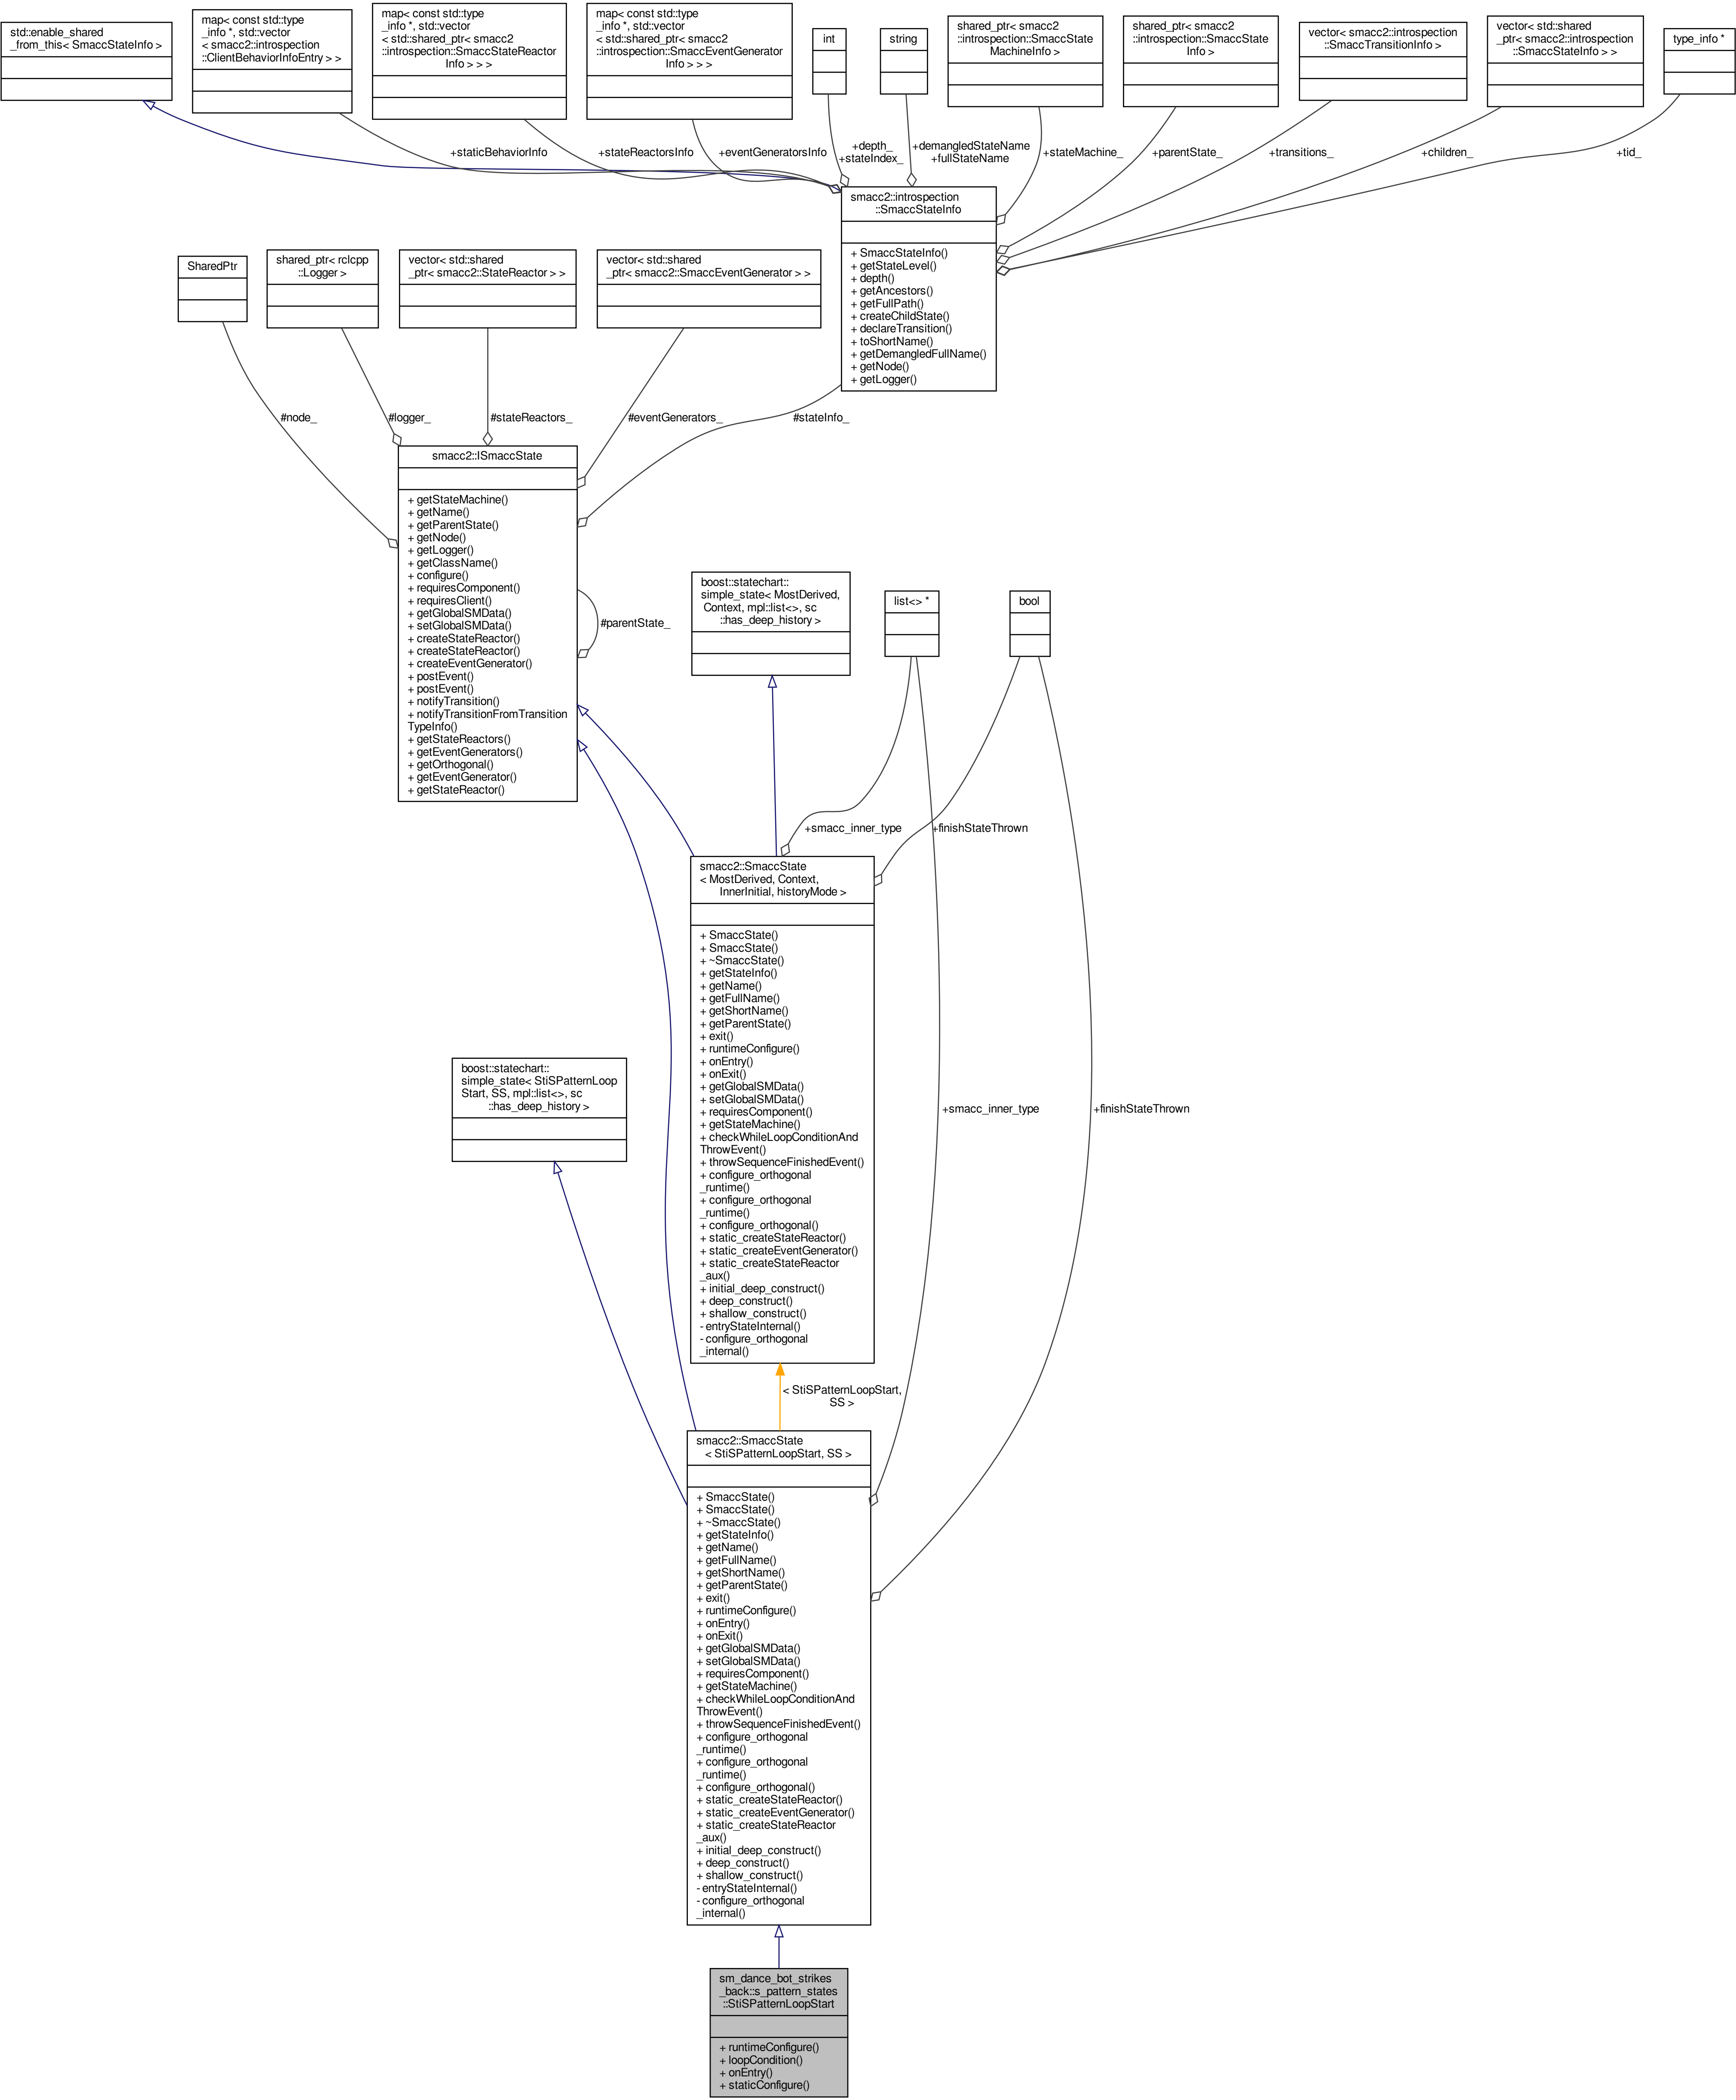 std::enable_shared
_from_this< SmaccStateInfo >
map< const std::type
_info *, std::vector
< smacc2::introspection
::ClientBehaviorInfoEntry > >
map< const std::type
_info *, std::vector
< std::shared_ptr< smacc2
::introspection::SmaccStateReactor
Info > > >
map< const std::type
_info *, std::vector
< std::shared_ptr< smacc2
::introspection::SmaccEventGenerator
Info > > >
int
string
shared_ptr< smacc2
::introspection::SmaccState
MachineInfo >
shared_ptr< smacc2
::introspection::SmaccState
Info >
vector< smacc2::introspection
::SmaccTransitionInfo >
vector< std::shared
_ptr< smacc2::introspection
::SmaccStateInfo > >
type_info *
+staticBehaviorInfo
+stateReactorsInfo
+eventGeneratorsInfo
+depth_
+stateIndex_
+demangledStateName
+fullStateName
+stateMachine_
+parentState_
+transitions_
+children_
+tid_
smacc2::introspection
::SmaccStateInfo
+ SmaccStateInfo()
+ getStateLevel()
+ depth()
+ getAncestors()
+ getFullPath()
+ createChildState()
+ declareTransition()
+ toShortName()
+ getDemangledFullName()
+ getNode()
+ getLogger()
SharedPtr
shared_ptr< rclcpp
::Logger >
vector< std::shared
_ptr< smacc2::StateReactor > >
vector< std::shared
_ptr< smacc2::SmaccEventGenerator > >
#node_
#logger_
#stateReactors_
#eventGenerators_
#stateInfo_
smacc2::ISmaccState
+ getStateMachine()
+ getName()
+ getParentState()
+ getNode()
+ getLogger()
+ getClassName()
+ configure()
+ requiresComponent()
+ requiresClient()
+ getGlobalSMData()
+ setGlobalSMData()
+ createStateReactor()
+ createStateReactor()
+ createEventGenerator()
+ postEvent()
+ postEvent()
+ notifyTransition()
+ notifyTransitionFromTransition
TypeInfo()
+ getStateReactors()
+ getEventGenerators()
+ getOrthogonal()
+ getEventGenerator()
+ getStateReactor()
#parentState_
boost::statechart::
simple_state< MostDerived,
Context, mpl::list<>, sc
::has_deep_history >
list<> *
bool
+smacc_inner_type
+finishStateThrown
smacc2::SmaccState
< MostDerived, Context,
InnerInitial, historyMode >
+ SmaccState()
+ SmaccState()
+ ~SmaccState()
+ getStateInfo()
+ getName()
+ getFullName()
+ getShortName()
+ getParentState()
+ exit()
+ runtimeConfigure()
+ onEntry()
+ onExit()
+ getGlobalSMData()
+ setGlobalSMData()
+ requiresComponent()
+ getStateMachine()
+ checkWhileLoopConditionAnd
ThrowEvent()
+ throwSequenceFinishedEvent()
+ configure_orthogonal
_runtime()
+ configure_orthogonal
_runtime()
+ configure_orthogonal()
+ static_createStateReactor()
+ static_createEventGenerator()
+ static_createStateReactor
_aux()
+ initial_deep_construct()
+ deep_construct()
+ shallow_construct()
- entryStateInternal()
- configure_orthogonal
_internal()
boost::statechart::
simple_state< StiSPatternLoop
Start, SS, mpl::list<>, sc
::has_deep_history >
+smacc_inner_type
+finishStateThrown
< StiSPatternLoopStart,
SS >
smacc2::SmaccState
< StiSPatternLoopStart, SS >
+ SmaccState()
+ SmaccState()
+ ~SmaccState()
+ getStateInfo()
+ getName()
+ getFullName()
+ getShortName()
+ getParentState()
+ exit()
+ runtimeConfigure()
+ onEntry()
+ onExit()
+ getGlobalSMData()
+ setGlobalSMData()
+ requiresComponent()
+ getStateMachine()
+ checkWhileLoopConditionAnd
ThrowEvent()
+ throwSequenceFinishedEvent()
+ configure_orthogonal
_runtime()
+ configure_orthogonal
_runtime()
+ configure_orthogonal()
+ static_createStateReactor()
+ static_createEventGenerator()
+ static_createStateReactor
_aux()
+ initial_deep_construct()
+ deep_construct()
+ shallow_construct()
- entryStateInternal()
- configure_orthogonal
_internal()
sm_dance_bot_strikes
_back::s_pattern_states
::StiSPatternLoopStart
+ runtimeConfigure()
+ loopCondition()
+ onEntry()
+ staticConfigure()